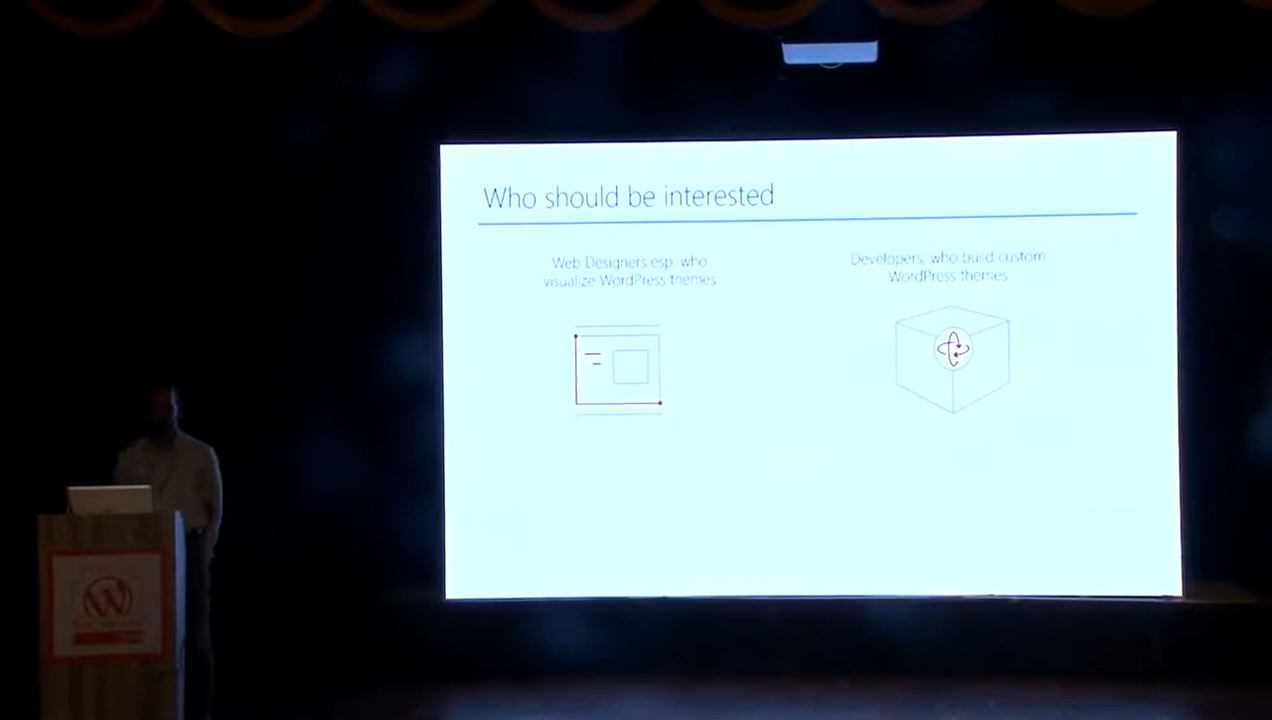 Who should be interested
Web Designers esp. who
visualize WordPress themes
Developers, who build custom
WordPress themes